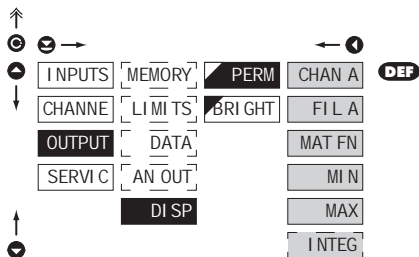 INPUTS MEMORY PERM CHAN A DEF
CHANNE LIMITS BRIGHT FIL A
OUTPUT DATA MAT FN
SERVIC AN OUT MIN
DISP MAX
INTEG